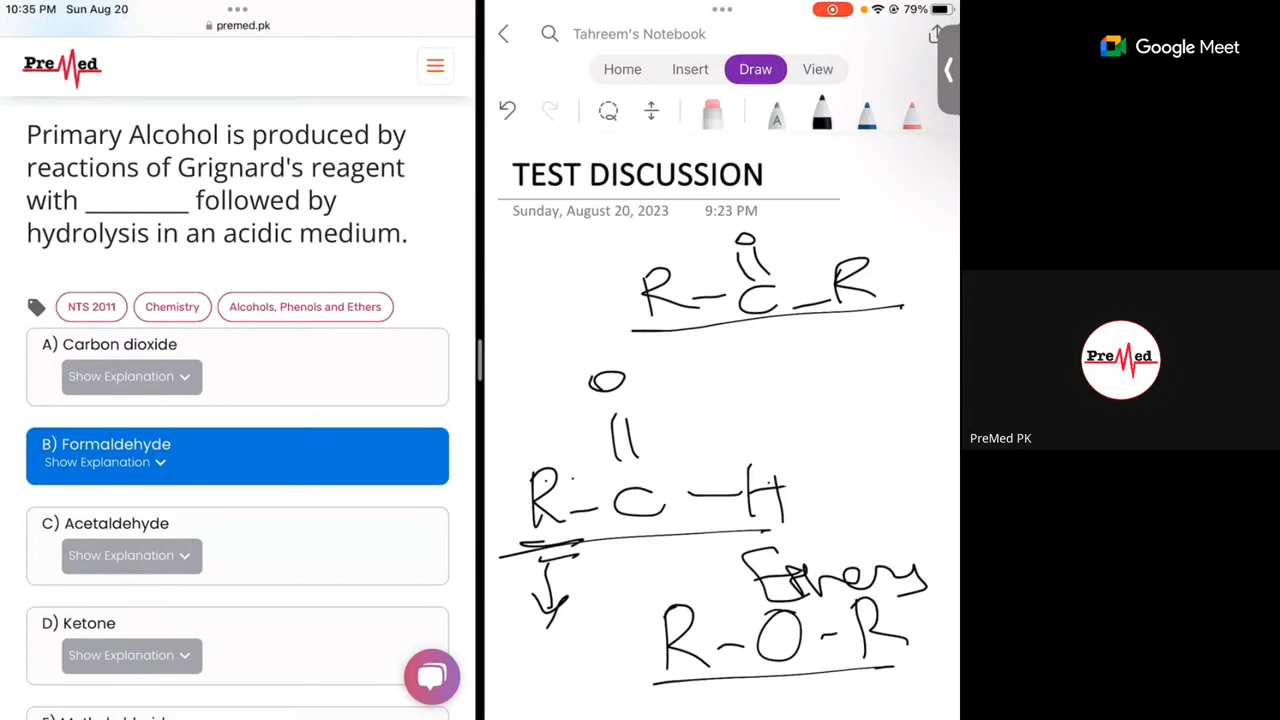 10:35 PM Sun Aug 20
premed.pk
PreMed
Primary Alcohol is produced by
reactions of Grignard's reagent
with ________ followed by
hydrolysis in an acidic medium.
NTS 2011
Chemistry
Alcohols, Phenols and Ethers
A) Carbon dioxide
Show Explanation
B) Formaldehyde
Show Explanation
C) Acetaldehyde
Show Explanation
D) Ketone
Show Explanation
79%
Tahreem's Notebook
Home Insert Draw View
A
TEST DISCUSSION
Sunday, August 20, 2023 9:23 PM
O
R - C - R
O
R - C - H
Ethers
R - O - R
Google Meet
PreMed
PreMed PK